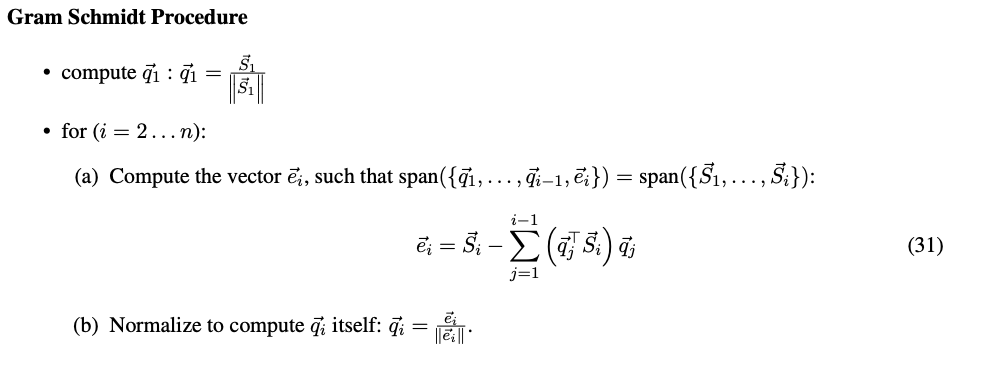 Gram Schmidt Procedure
• compute $\vec{q}_1 : \vec{q}_1 = \frac{\vec{S}_1}{\left\|\vec{S}_1\right\|}$
• for ($i = 2 \ldots n$):
(a) Compute the vector $\vec{e}_i$, such that span($\{\vec{q}_1, \ldots, \vec{q}_{i-1}, \vec{e}_i\}$) = span($\{\vec{S}_1, \ldots, \vec{S}_i\}$):
$\vec{e}_i = \vec{S}_i - \sum_{j=1}^{i-1} \left(\vec{q}_j^\top \vec{S}_i\right) \vec{q}_j$ (31)
(b) Normalize to compute $\vec{q}_i$ itself: $\vec{q}_i = \frac{\vec{e}_i}{\|\vec{e}_i\|}$.